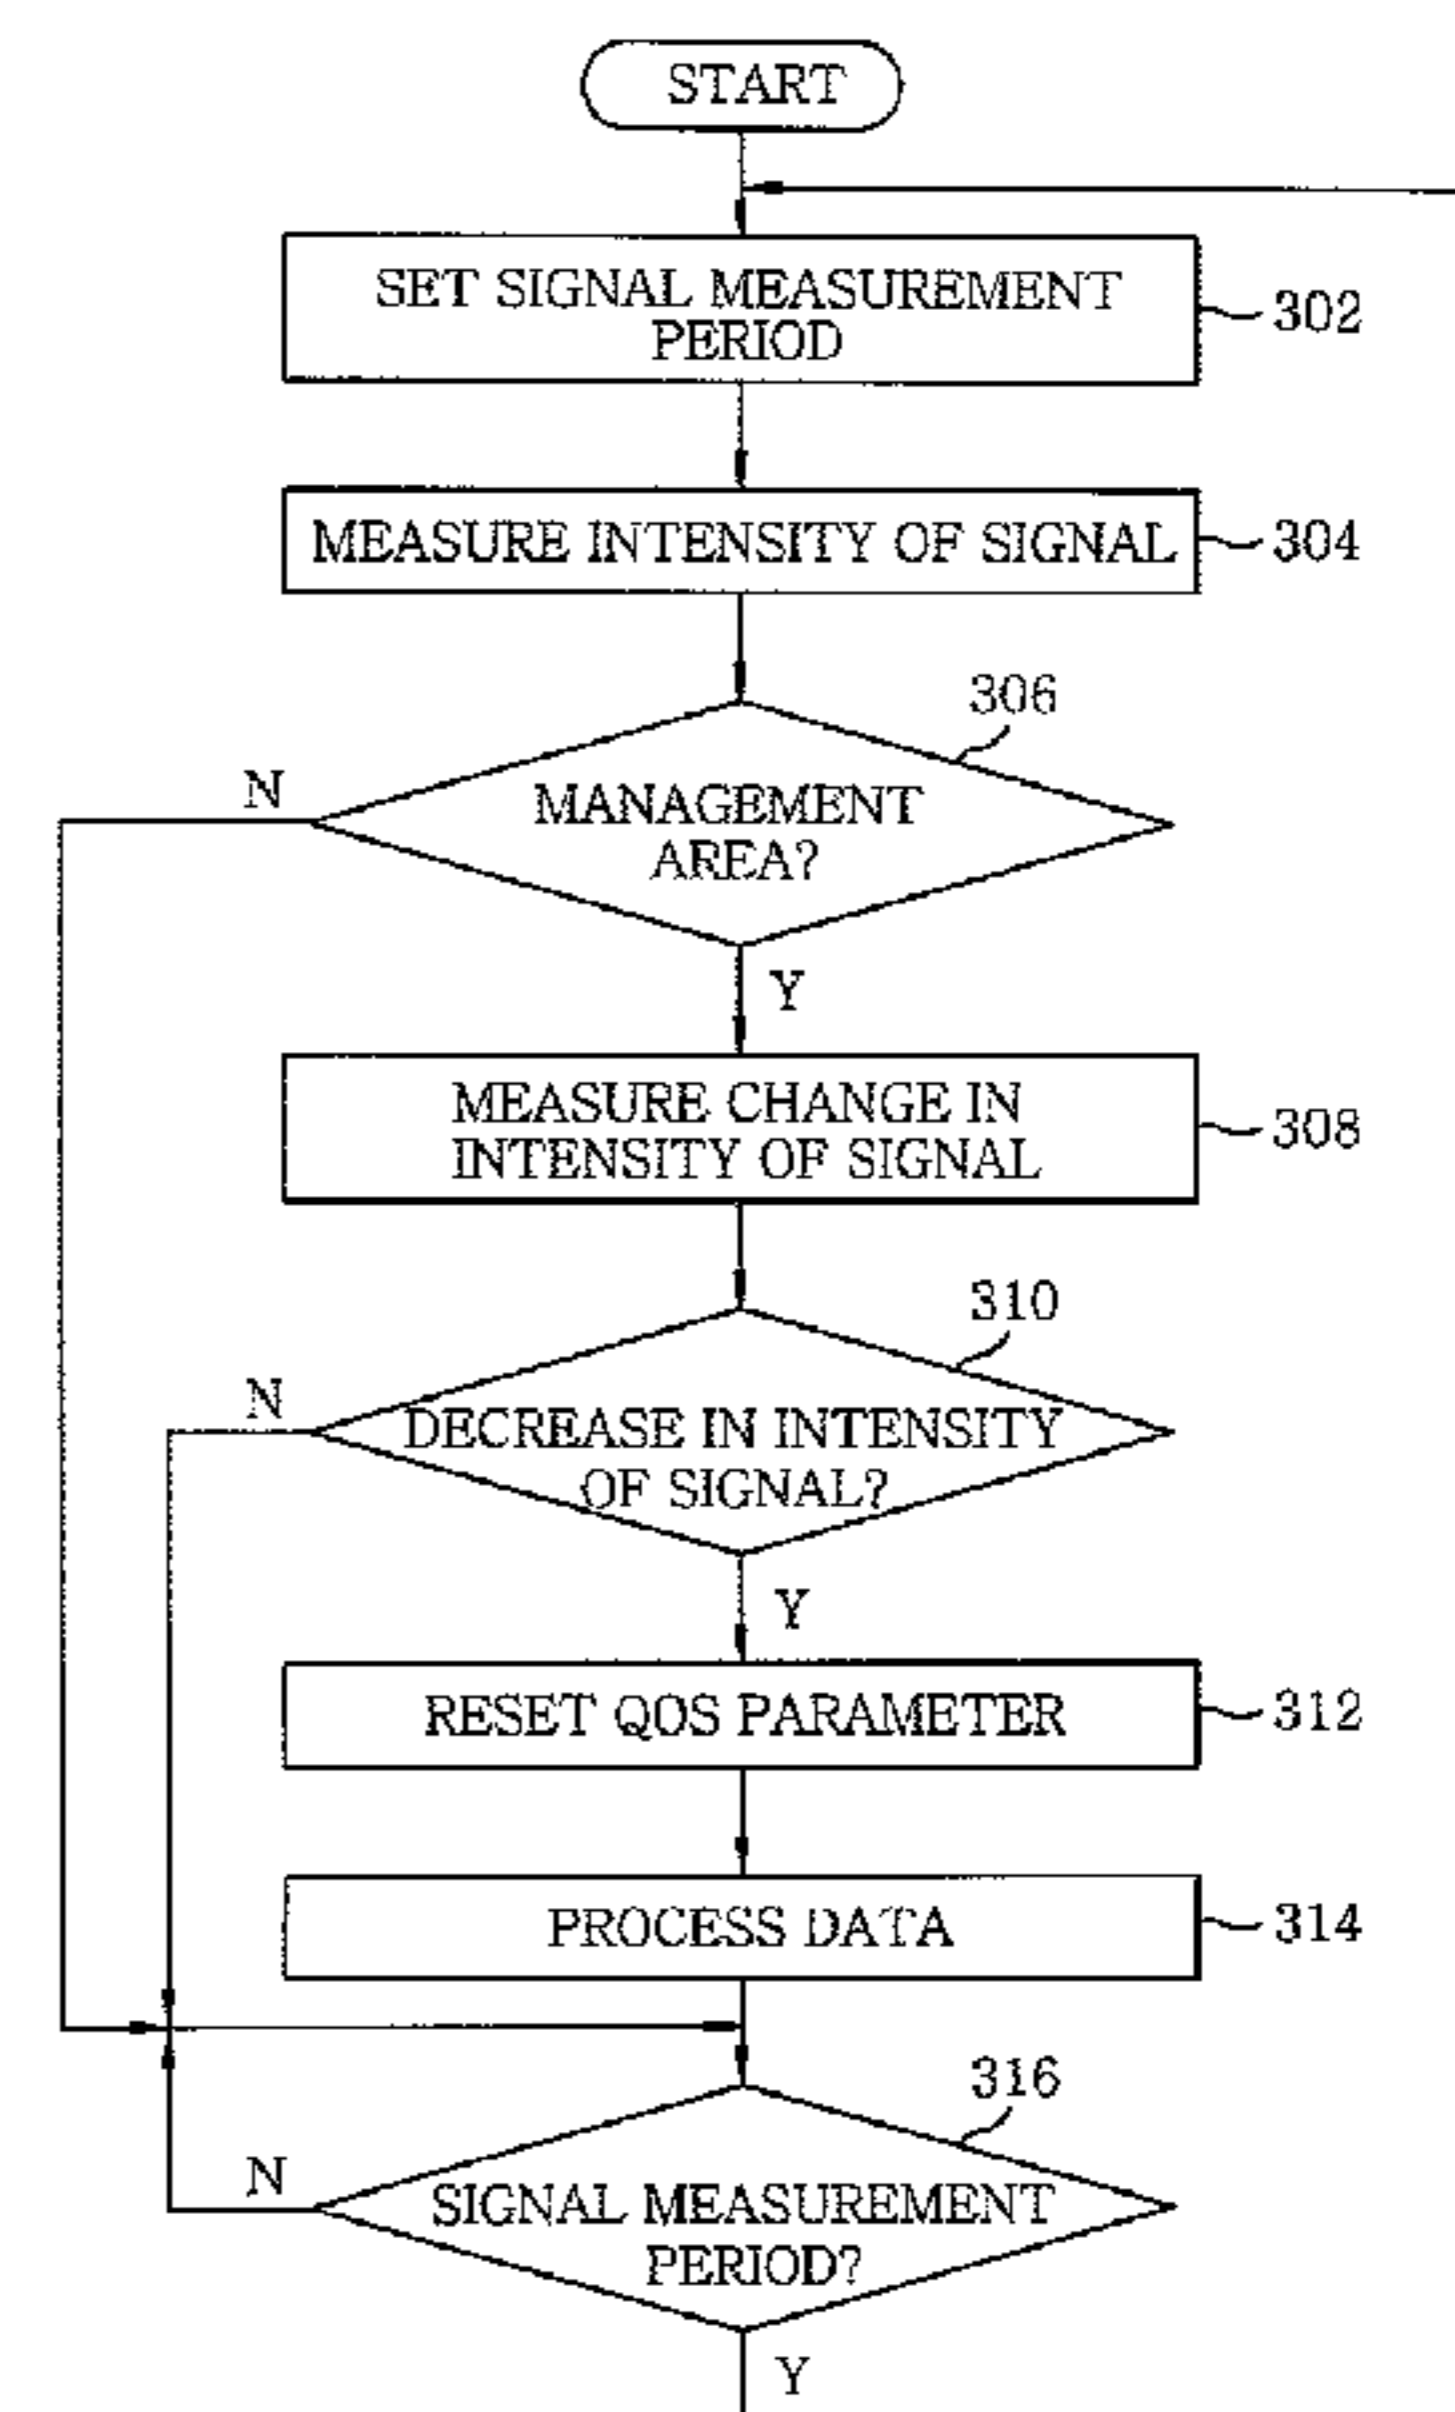 START
SET SIGNAL MEASUREMENT
PERIOD
302
MEASURE INTENSITY OF SIGNAL
304
306
N
MANAGEMENT
AREA?
Y
MEASURE CHANGE IN
INTENSITY OF SIGNAL
308
310
N
DECREASE IN INTENSITY
OF SIGNAL?
Y
RESET QOS PARAMETER
312
PROCESS DATA
314
316
N
SIGNAL MEASUREMENT
PERIOD?
Y